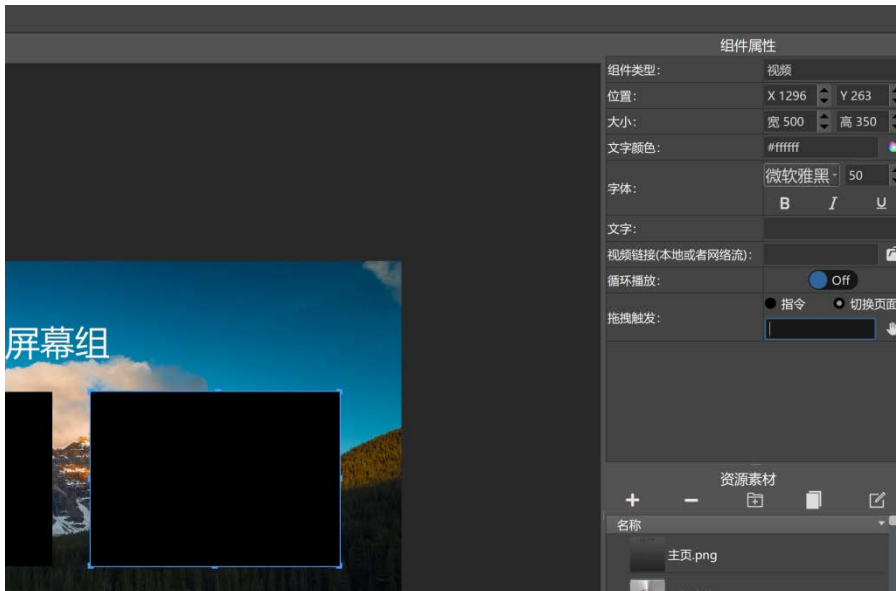 组件属性
组件类型： 视频
位置： X 1296 Y 263
大小： 宽 500 高 350
文字颜色： #ffffff
字体： 微软雅黑 50
B I U
文字：
视频链接(本地或者网络流)：
循环播放： Off
拖拽触发： 指令 切换页面
屏幕组
资源素材
名称
主页.png